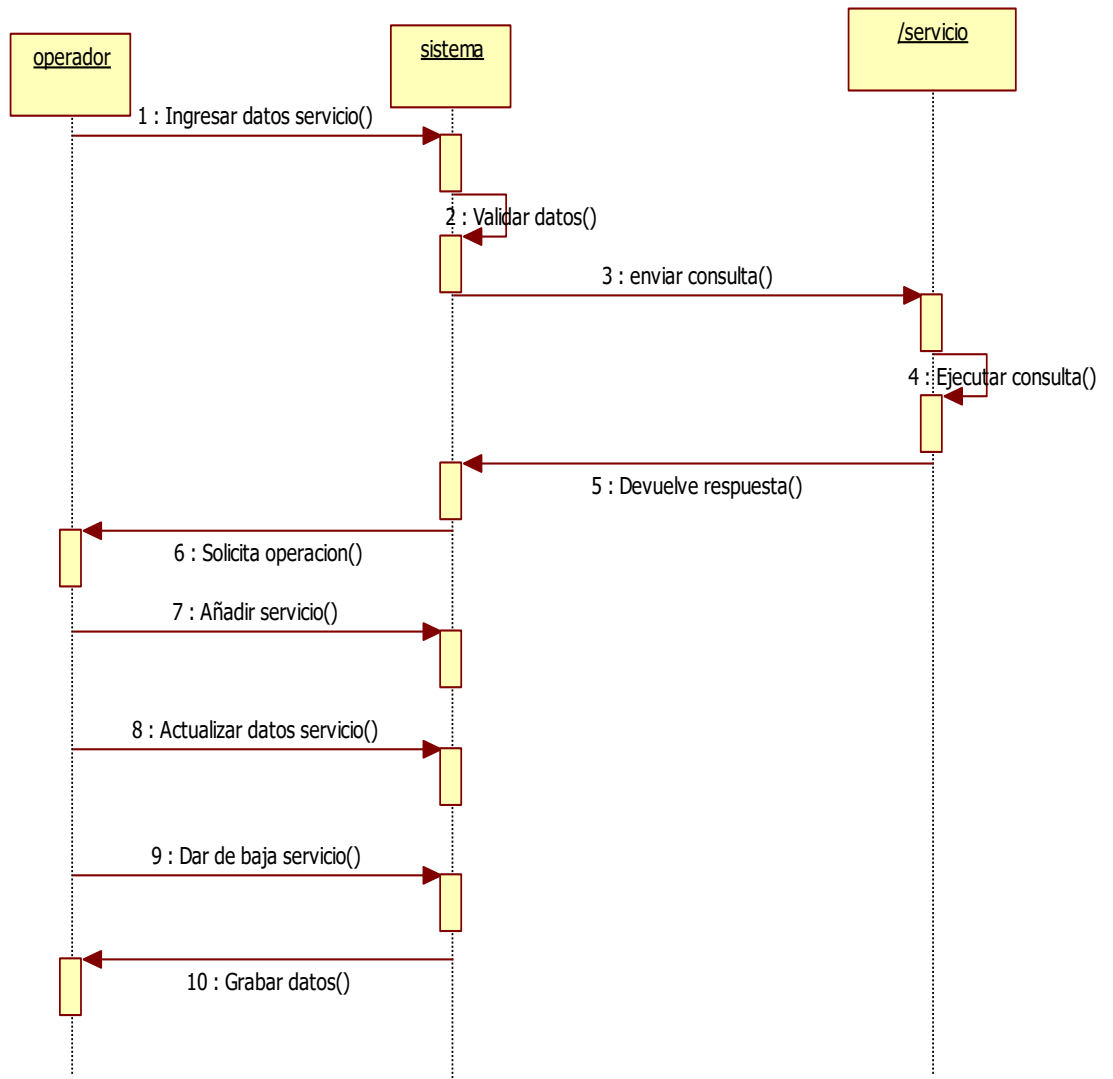 operador
sistema
/servicio
1 : Ingresar datos servicio()
2 : Validar datos()
3 : enviar consulta()
4 : Ejecutar consulta()
5 : Devuelve respuesta()
6 : Solicita operacion()
7 : Añadir servicio()
8 : Actualizar datos servicio()
9 : Dar de baja servicio()
10 : Grabar datos()